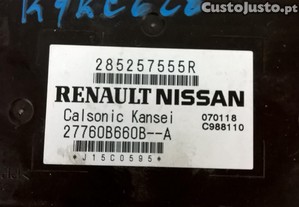 CustoJusto.pt
285257555R
RENAULT NISSAN
Calsonic Kansei 070118
27760B660B--A C988110
*J15C0595*